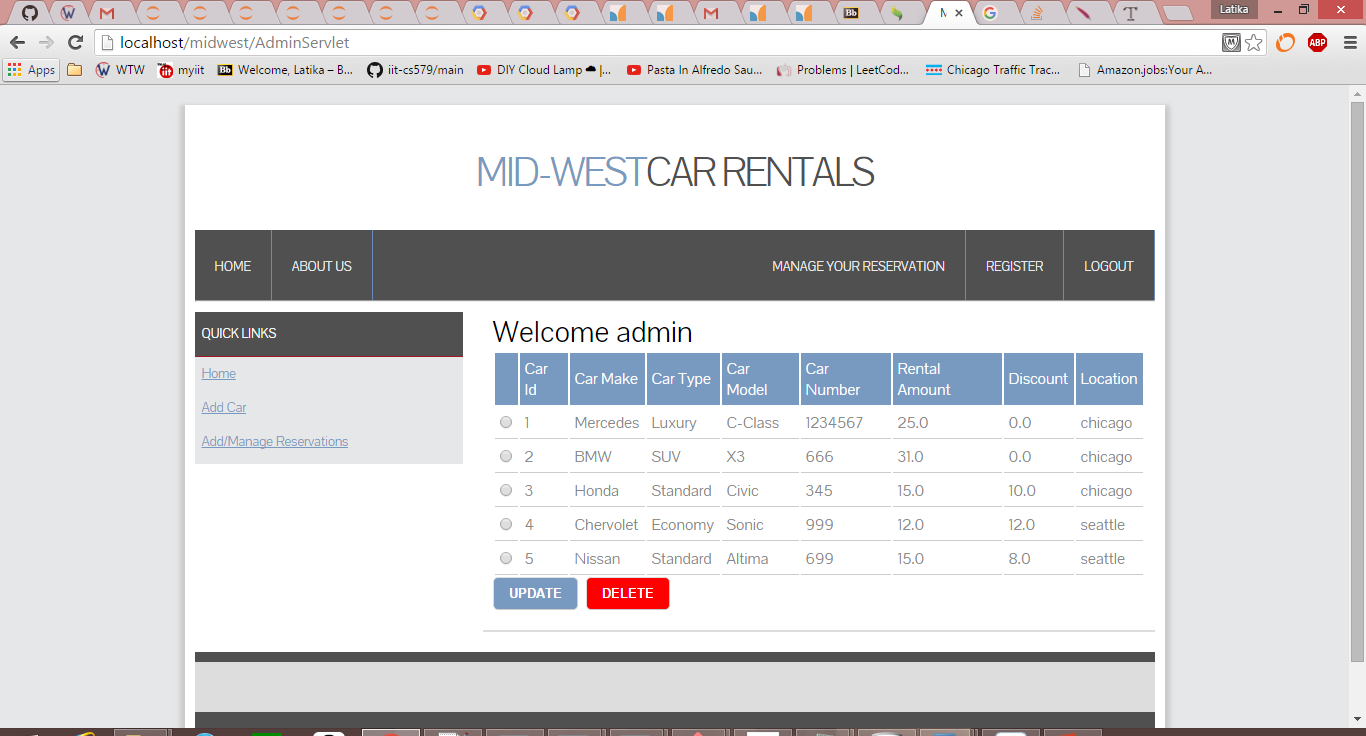 Latika
localhost/midwest/AdminServlet
ABP
Apps
WTW
myiit
Bb Welcome, Latika – B...
iit-cs579/main
DIY Cloud Lamp ☁ |...
Pasta In Alfredo Sau...
Problems | LeetCod...
Chicago Traffic Trac...
Amazon.jobs:Your A...
MID-WESTCAR RENTALS
HOME ABOUT US MANAGE YOUR RESERVATION REGISTER LOGOUT
QUICK LINKS
Home
Add Car
Add/Manage Reservations
Welcome admin
Car Id Car Make Car Type Car Model Car Number Rental Amount Discount Location
1 Mercedes Luxury C-Class 1234567 25.0 0.0 chicago
2 BMW SUV X3 666 31.0 0.0 chicago
3 Honda Standard Civic 345 15.0 10.0 chicago
4 Chervolet Economy Sonic 999 12.0 12.0 seattle
5 Nissan Standard Altima 699 15.0 8.0 seattle
UPDATE DELETE